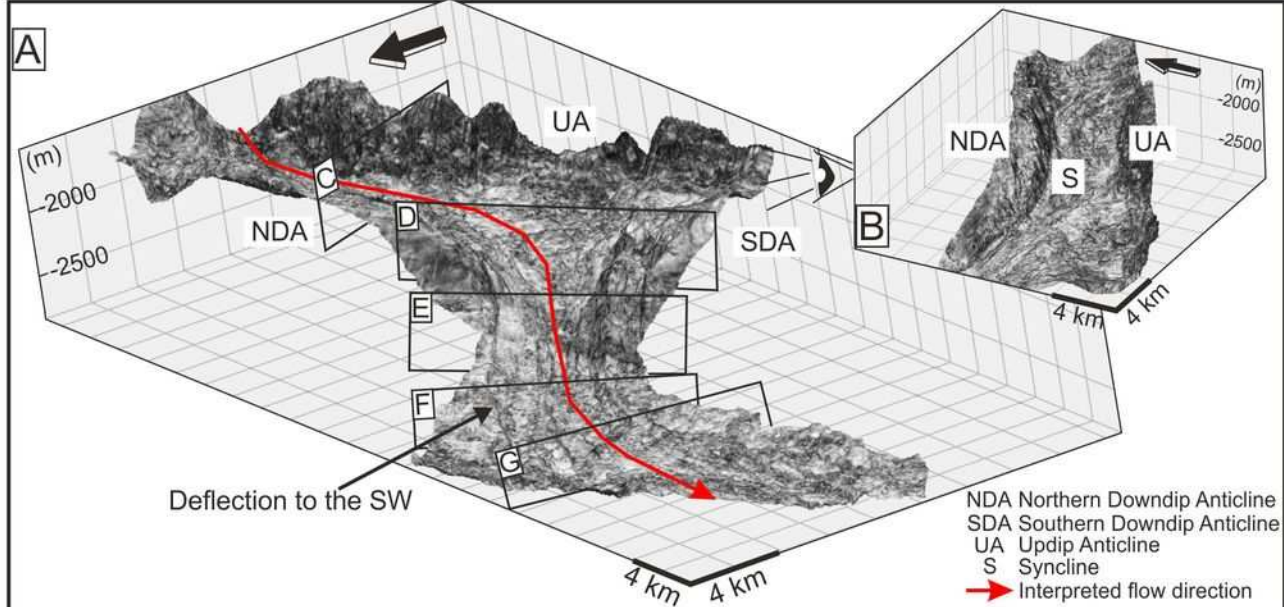 A
UA
(m)
-2000
-2500
C
NDA
D
SDA
E
F
G
Deflection to the SW
4 km
4 km
B
NDA
S
UA
(m)
-2000
-2500
4 km
4 km
NDA Northern Downdip Anticline
SDA Southern Downdip Anticline
UA Updip Anticline
S Syncline
Interpreted flow direction